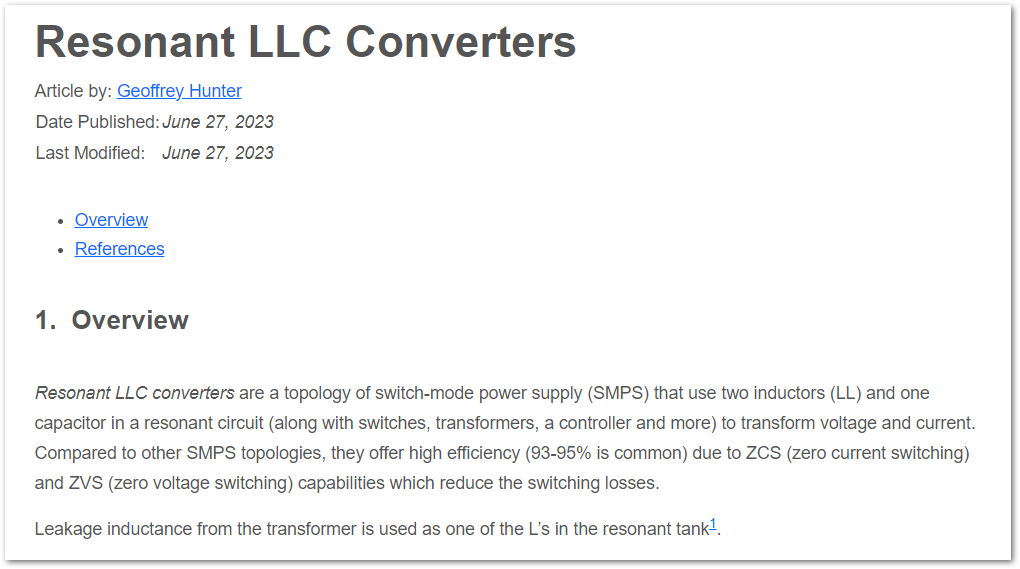 Resonant LLC Converters
Article by: Geoffrey Hunter
Date Published: June 27, 2023
Last Modified: June 27, 2023
• Overview
• References
1. Overview
Resonant LLC converters are a topology of switch-mode power supply (SMPS) that use two inductors (LL) and one
capacitor in a resonant circuit (along with switches, transformers, a controller and more) to transform voltage and current.
Compared to other SMPS topologies, they offer high efficiency (93-95% is common) due to ZCS (zero current switching)
and ZVS (zero voltage switching) capabilities which reduce the switching losses.
Leakage inductance from the transformer is used as one of the L’s in the resonant tank1.